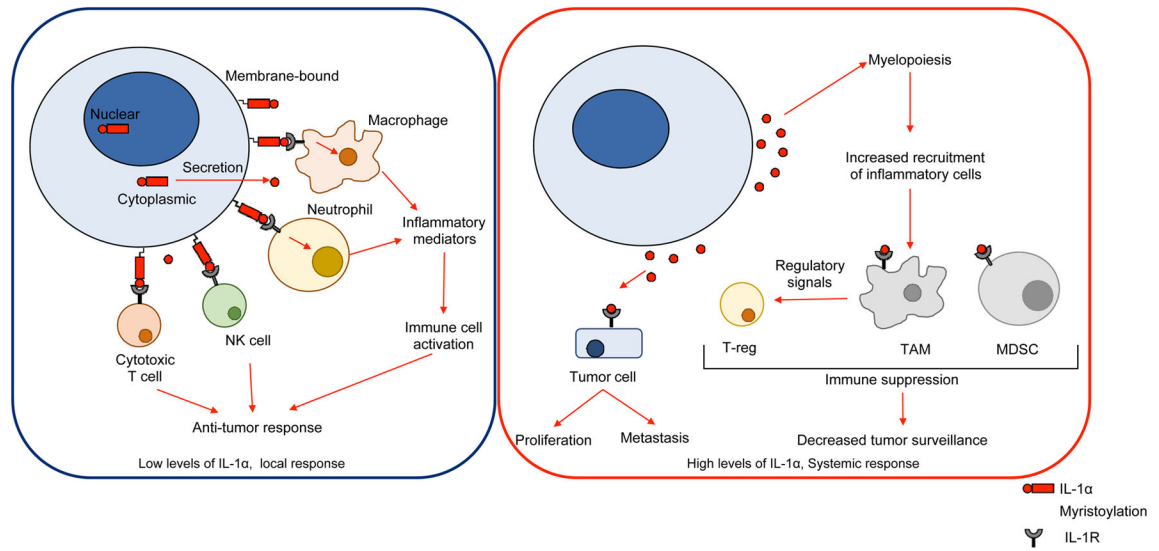 Membrane-bound
Nuclear
Macrophage
Secretion
Cytoplasmic
Neutrophil
Inflammatory
mediators
NK cell
Immune cell
activation
Cytotoxic
T cell
Anti-tumor response
Low levels of IL-1α, local response
Myelopoiesis
Increased recruitment
of inflammatory cells
Regulatory
signals
T-reg
TAM
MDSC
Tumor cell
Immune suppression
Proliferation
Metastasis
Decreased tumor surveillance
High levels of IL-1α, Systemic response
IL-1α
Myristoylation
IL-1R